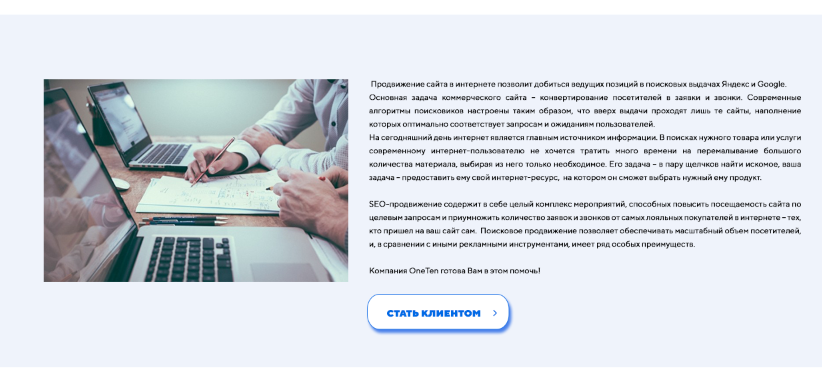 Продвижение сайта в интернете позволит добиться ведущих позиций в поисковых выдачах Яндекс и Google.
Основная задача коммерческого сайта – конвертирование посетителей в заявки и звонки. Современные
алгоритмы поисковиков настроены таким образом, что вверх выдачи проходят лишь те сайты, наполнение
которых оптимально соответствует запросам и ожиданиям пользователей.
На сегодняшний день интернет является главным источником информации. В поисках нужного товара или услуги
современному интернет-пользователю не хочется тратить много времени на перемалывание большого
количества материала, выбирая из него только необходимое. Его задача – в пару щелчков найти искомое, ваша
задача – предоставить ему свой интернет-ресурс, на котором он сможет выбрать нужный ему продукт.
SEO-продвижение содержит в себе целый комплекс мероприятий, способных повысить посещаемость сайта по
целевым запросам и приумножить количество заявок и звонков от самых лояльных покупателей в интернете – тех,
кто пришел на ваш сайт сам. Поисковое продвижение позволяет обеспечивать масштабный объем посетителей,
и, в сравнении с иными рекламными инструментами, имеет ряд особых преимуществ.
Компания OneTen готова Вам в этом помочь!
СТАТЬ КЛИЕНТОМ